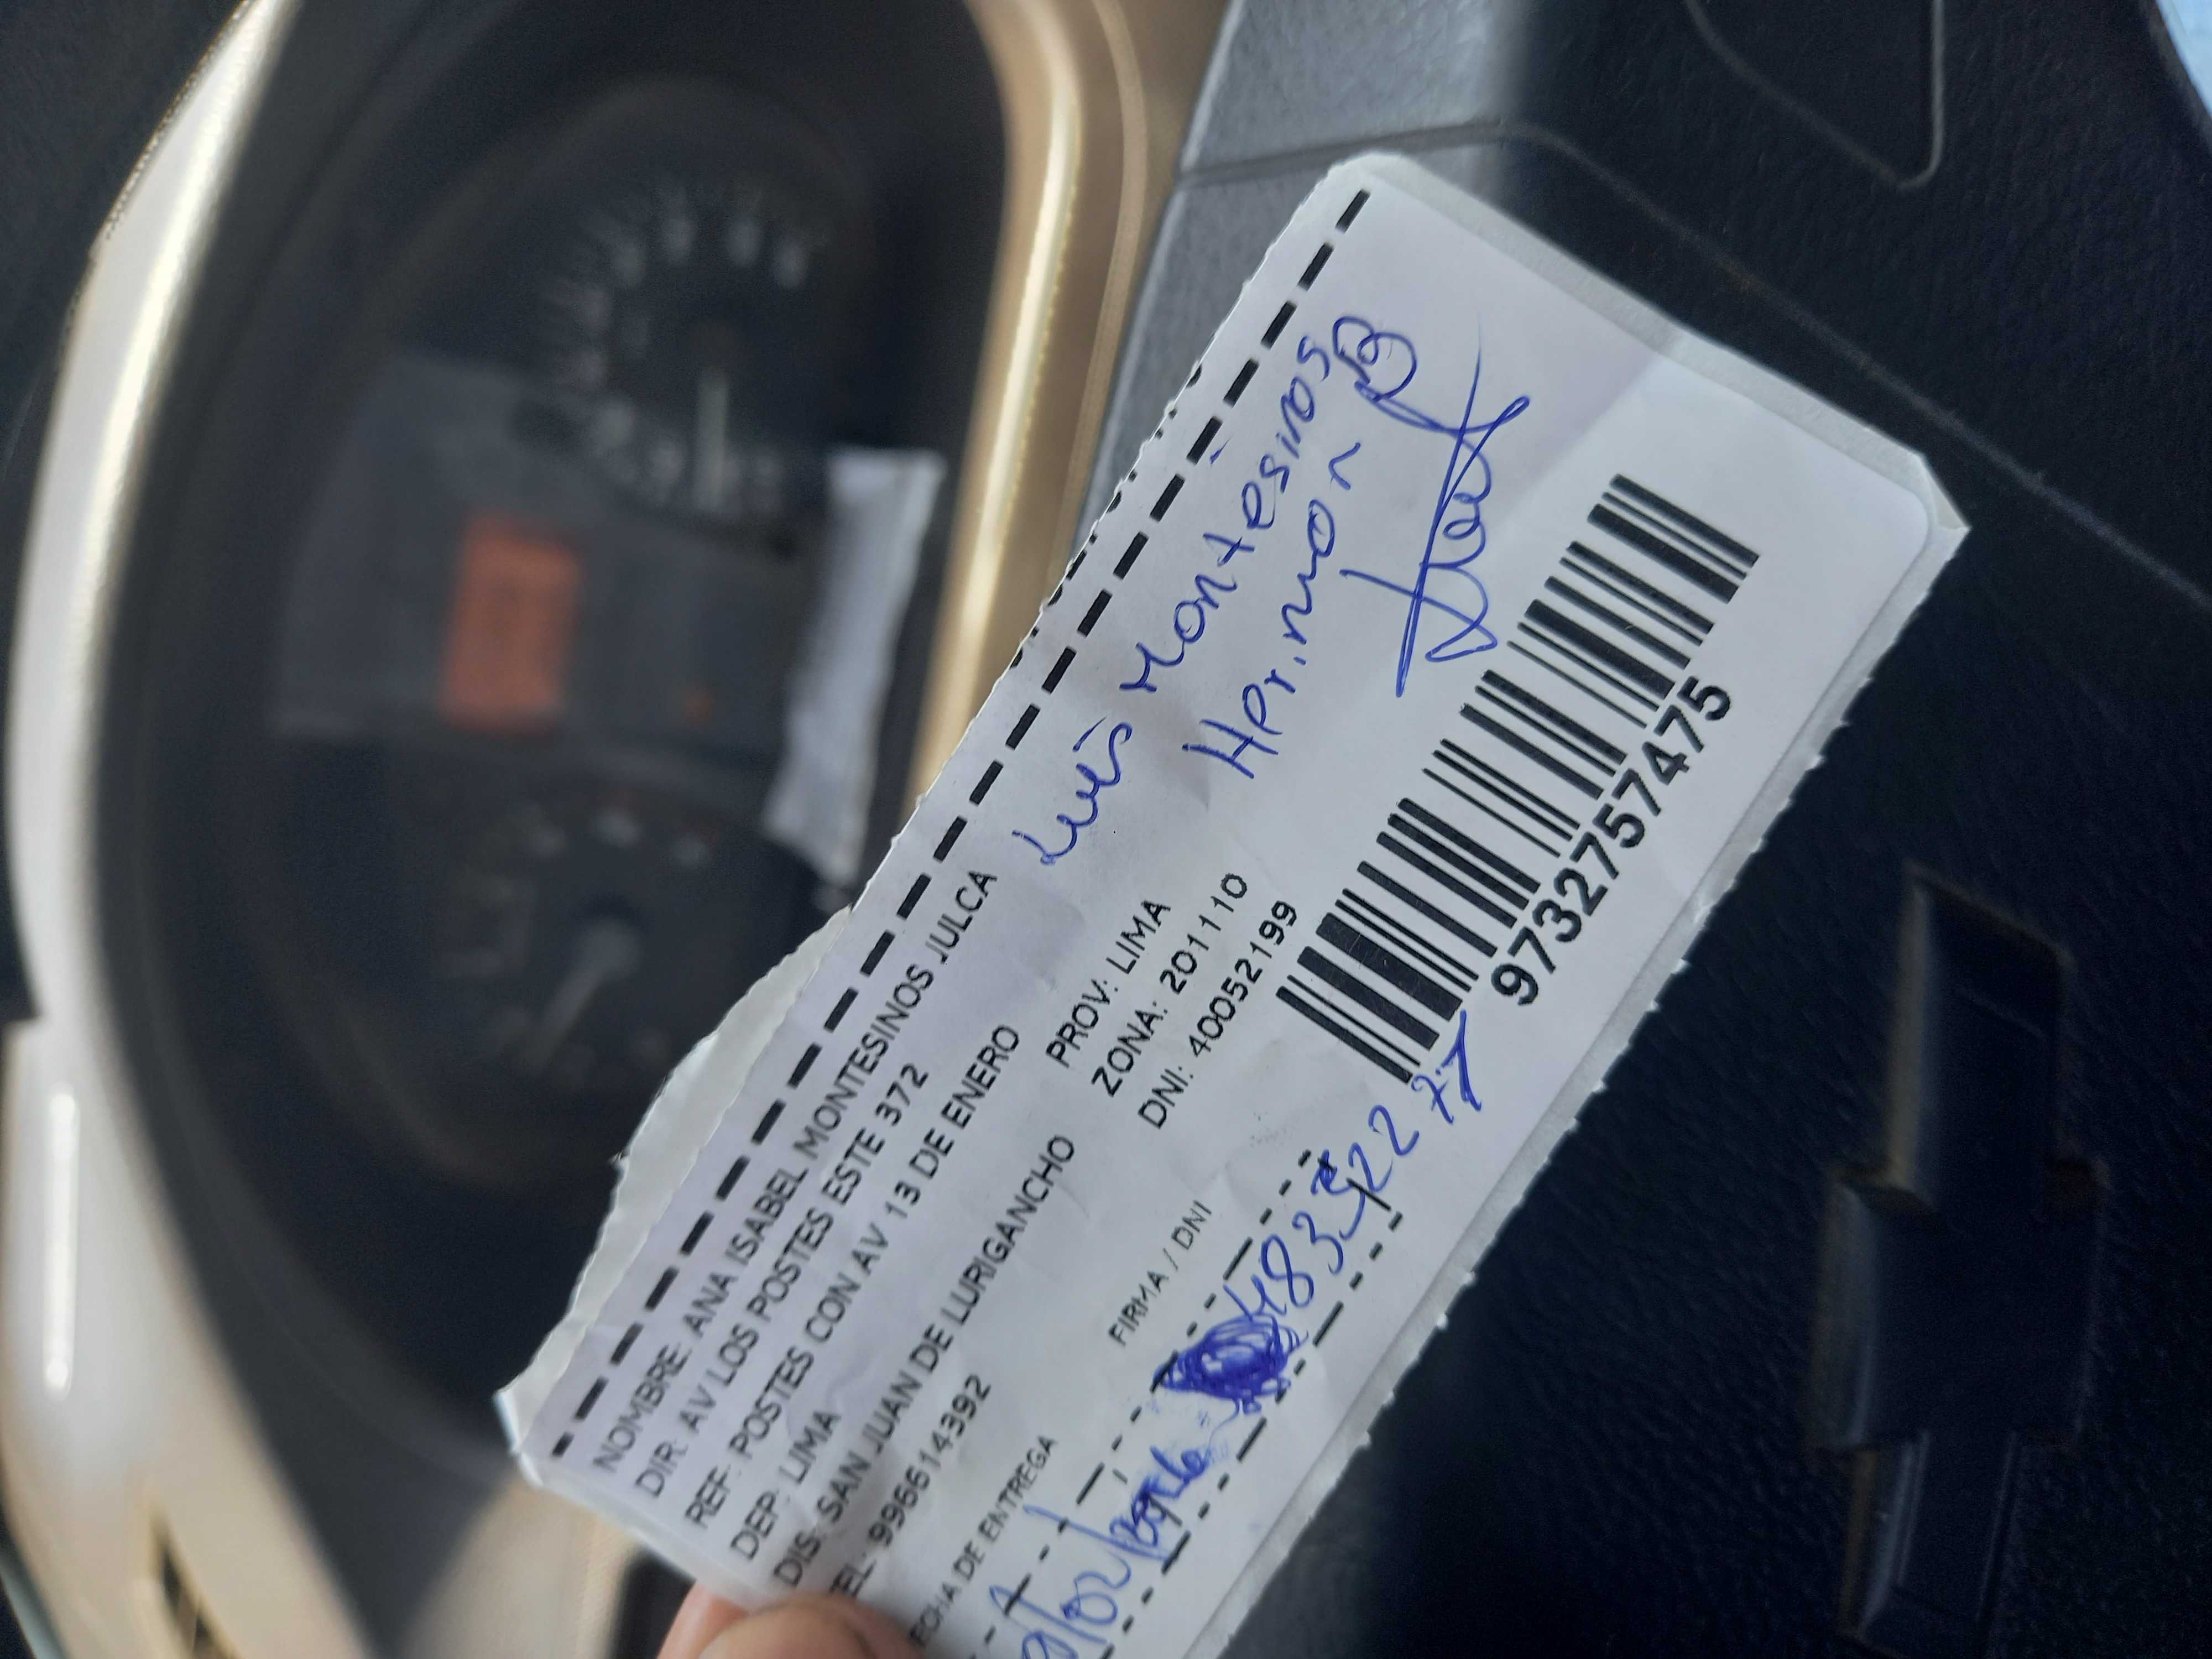 NOMBRE: ANA ISABEL MONTESINOS JULCA
DIR: AV LOS POSTES POSTES ESTE 372
REF: POSTES CON AV 13 DE ENERO
DEP: LIMA
PROV: LIMA
DIS: SAN JUAN DE LURIGANCHO
ZONA: 201110
TEL: 996614392
DNI: 40052199
FECHA DE ENTREGA
FIRMA / DNI
Luis Montesinos
9732757475